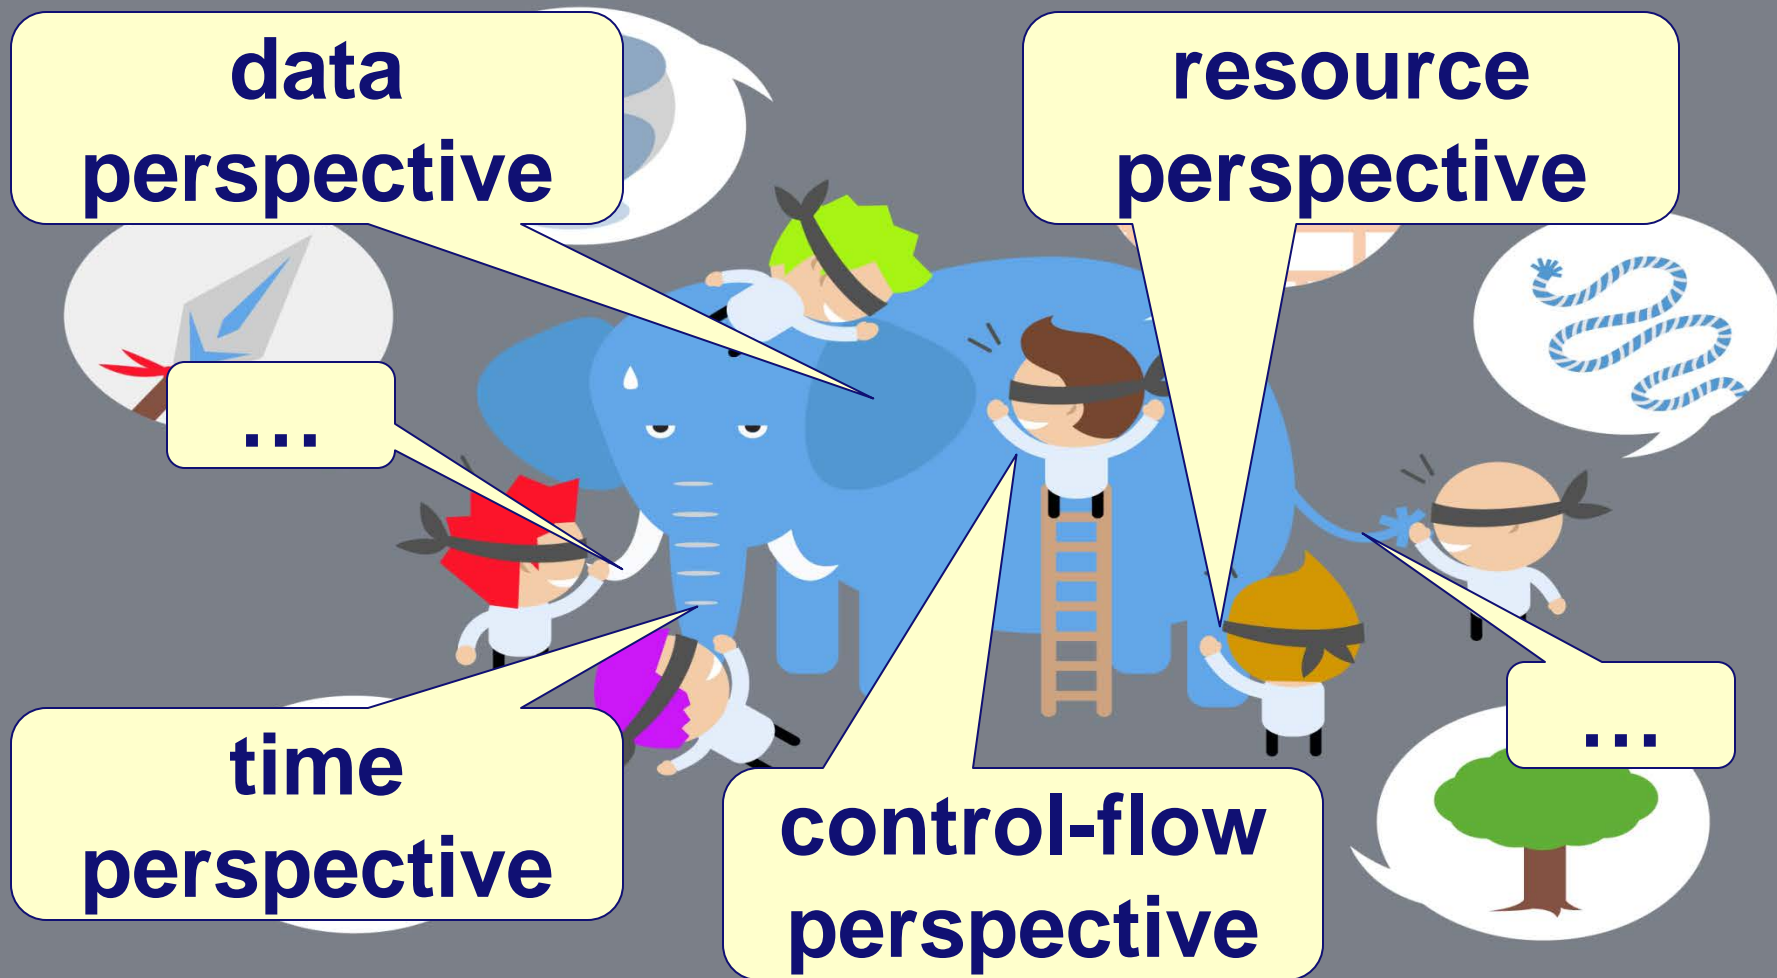 data
perspective
resource
perspective
...
time
perspective
control-flow
perspective
...